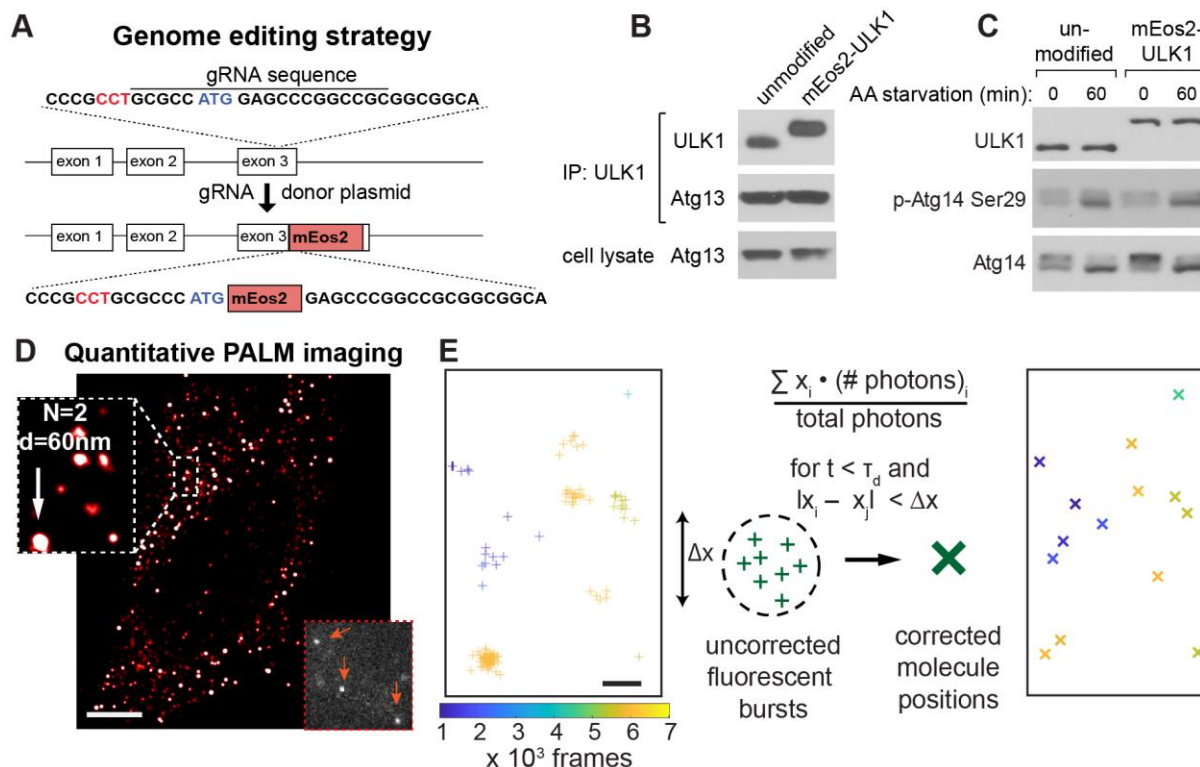 A
Genome editing strategy
gRNA sequence
CCCGCCTGCGCC ATG GAGCCCGGCCGCGGCGGCA
exon 1 exon 2 exon 3
gRNA donor plasmid
exon 1 exon 2 exon 3 mEos2
CCCGCCTGCGCCC ATG mEos2 GAGCCCGGCCGCGGCGGCA
B
unmodified
mEos2-ULK1
IP: ULK1
ULK1
Atg13
cell lysate Atg13
C
un-
modified
mEos2-
ULK1
AA starvation (min): 0 60 0 60
ULK1
p-Atg14 Ser29
Atg14
D Quantitative PALM imaging
N=2
d=60nm
E
∑ x_i • (# photons)_i
total photons
for t < τ_d and
|x_i – x_j| < Δx
Δx
uncorrected
fluorescent
bursts
corrected
molecule
positions
1 2 3 4 5 6 7
x 10³ frames